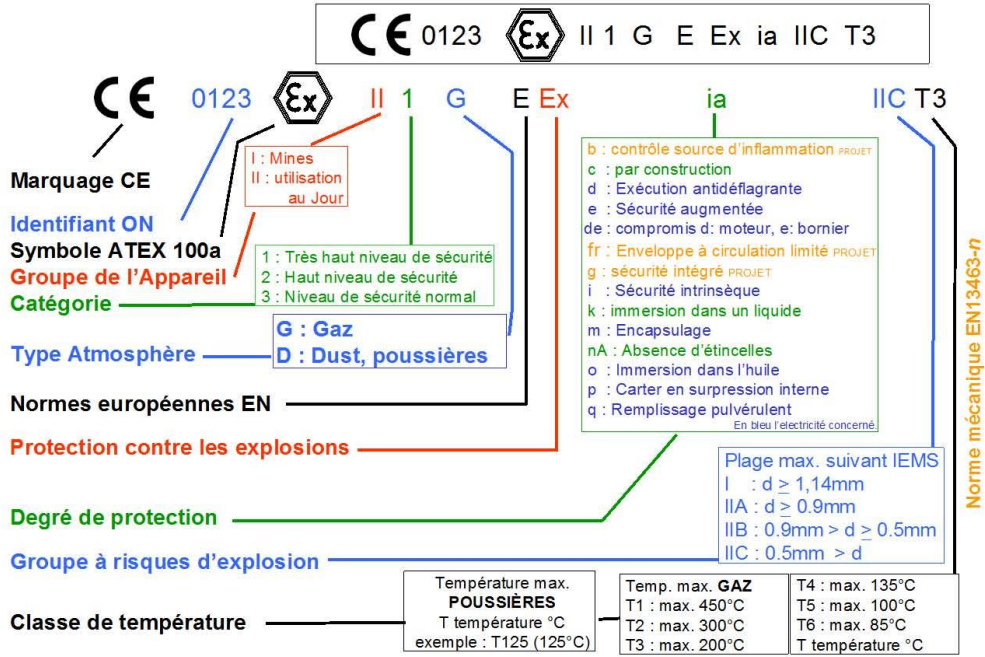 CE 0123 Ex II 1 G E Ex ia IIC T3
CE 0123 Ex II 1 G E Ex ia IIC T3
Marquage CE
Identifiant ON
Symbole ATEX 100a
Groupe de l'Appareil
Catégorie
Type Atmosphère
Normes européennes EN
Protection contre les explosions
Degré de protection
Groupe à risques d'explosion
Classe de température
I : Mines
II : utilisation
au Jour
1 : Très haut niveau de sécurité
2 : Haut niveau de sécurité
3 : Niveau de sécurité normal
G : Gaz
D : Dust, poussières
b : contrôle source d'inflammation PROJET
c : par construction
d : Exécution antidéflagrante
e : Sécurité augmentée
de: compromis d: moteur, e: bornier
fr : Enveloppe à circulation limité PROJET
g : sécurité intégré PROJET
i : Sécurité intrinsèque
k : immersion dans un liquide
m : Encapsulage
nA : Absence d'étincelles
o : Immersion dans l'huile
p : Carter en surpression interne
q : Remplissage pulvérulent
En bleu l'electricité concerné.
Plage max. suivant IEMS
I : d ≥ 1,14mm
IIA : d ≥ 0.9mm
IIB : 0.9mm > d ≥ 0.5mm
IIC : 0.5mm > d
Température max.
POUSSIÈRES
T température °C
exemple : T125 (125°C)
Temp. max. GAZ
T1 : max. 450°C
T2 : max. 300°C
T3 : max. 200°C
T4 : max. 135°C
T5 : max. 100°C
T6 : max. 85°C
T température °C
Norme mécanique EN13463-n